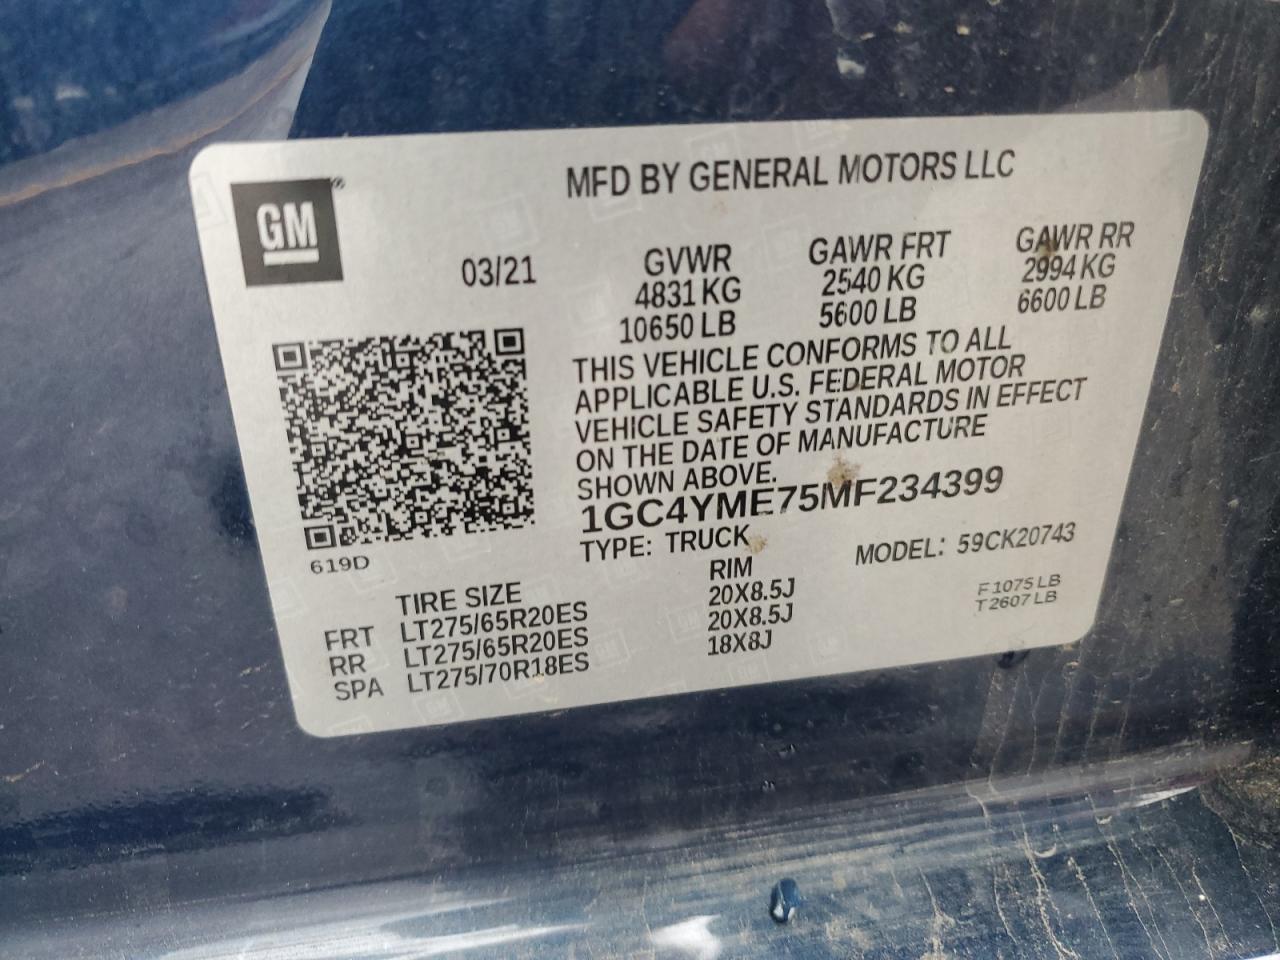 GM®
MFD BY GENERAL MOTORS LLC
03/21
GVWR
4831 KG
10650 LB
GAWR FRT
2540 KG
5600 LB
GAWR RR
2994 KG
6600 LB
THIS VEHICLE CONFORMS TO ALL
APPLICABLE U.S. FEDERAL MOTOR
VEHICLE SAFETY STANDARDS IN EFFECT
ON THE DATE OF MANUFACTURE
SHOWN ABOVE.
1GC4YME75MF234399
TYPE: TRUCK
MODEL: 59CK20743
619D
TIRE SIZE
RIM
FRT LT275/65R20ES 20X8.5J
RR LT275/65R20ES 20X8.5J
SPA LT275/70R18ES 18X8J
F1075 LB
T2607 LB